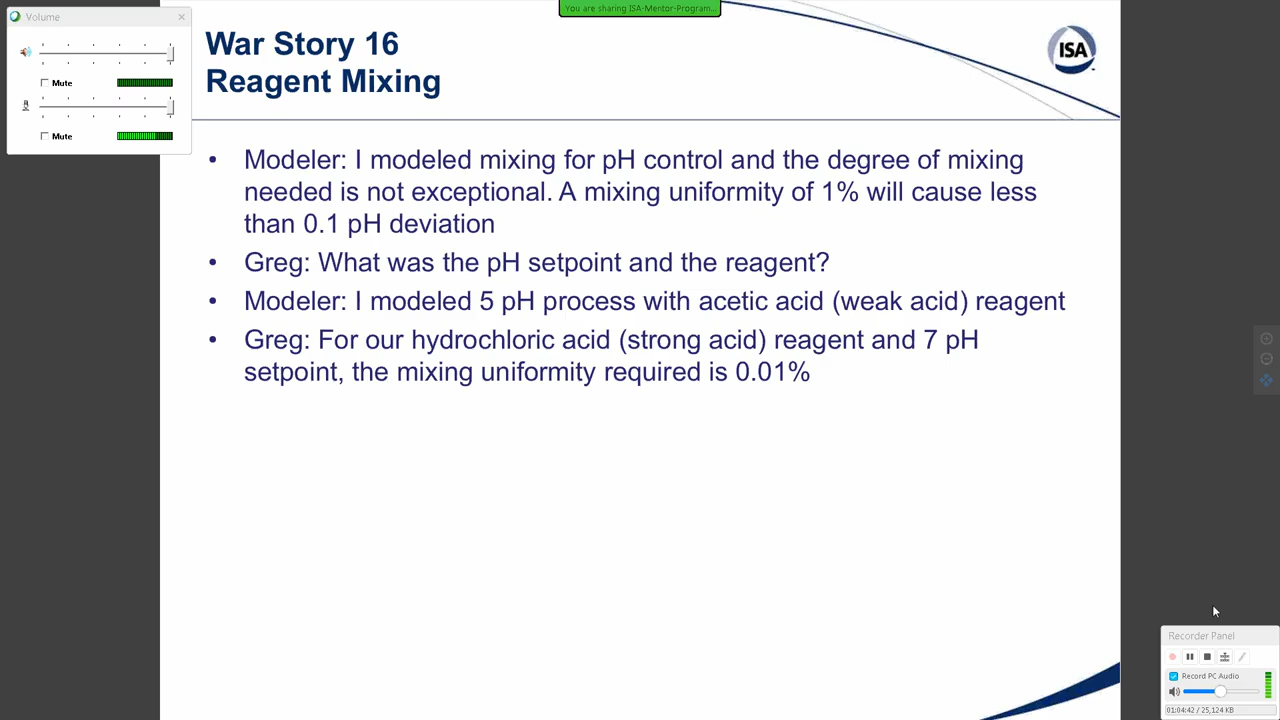 You are sharing ISA-Mentor-Program...
Volume
Mute
Mute
War Story 16
Reagent Mixing
ISA
• Modeler: I modeled mixing for pH control and the degree of mixing
needed is not exceptional. A mixing uniformity of 1% will cause less
than 0.1 pH deviation
• Greg: What was the pH setpoint and the reagent?
• Modeler: I modeled 5 pH process with acetic acid (weak acid) reagent
• Greg: For our hydrochloric acid (strong acid) reagent and 7 pH
setpoint, the mixing uniformity required is 0.01%
Recorder Panel
Record PC Audio
01:04:42 / 25,124 KB